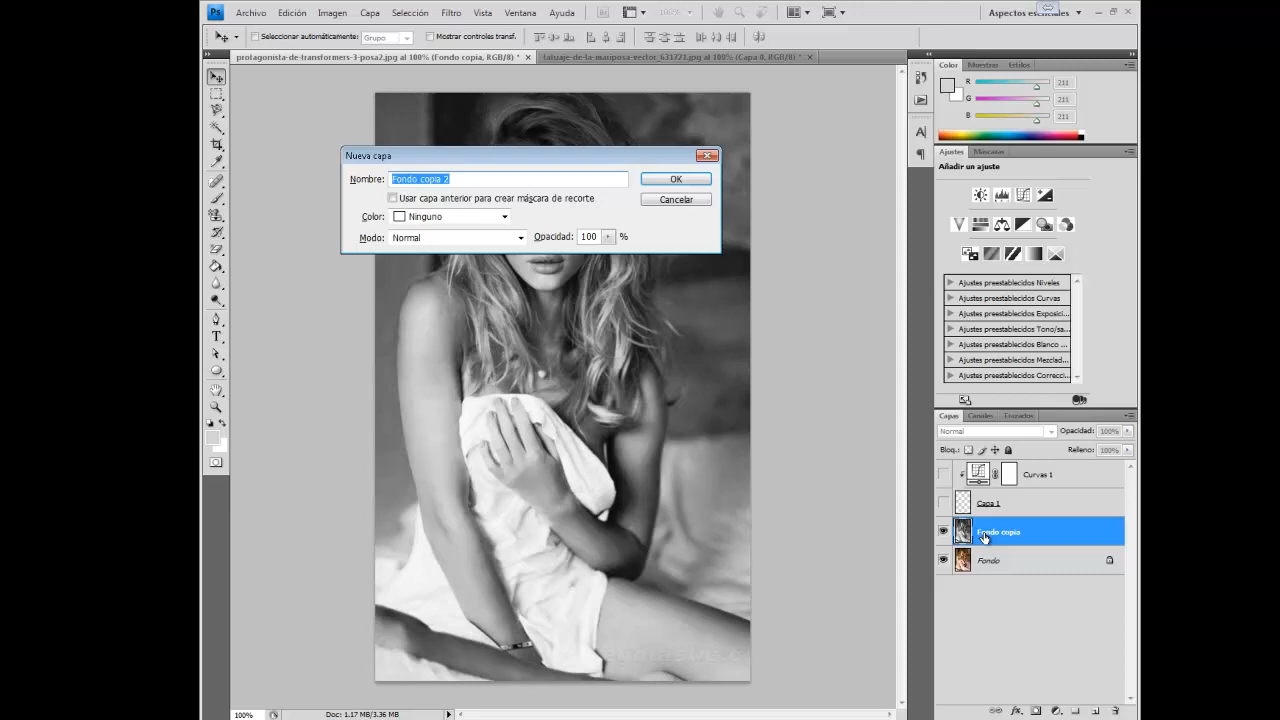 Ps Archivo Edición Imagen Capa Selección Filtro Vista Ventana Ayuda Br 100% Aspectos esenciales
Seleccionar automáticamente: Grupo Mostrar controles transf.
protagonista-de-transformers-3-posa2.jpg al 100% (Fondo copia, RGB/8) * × tatuaje-de-la-mariposa-vector_631721.jpg al 100% (Capa 0, RGB/8) * ×
Color Muestras Estilos
R 211
G 211
B 211
Ajustes Máscaras
Añadir un ajuste
Nueva capa
Nombre: Fondo copia 2 OK
Usar capa anterior para crear máscara de recorte Cancelar
Color: Ninguno
Modo: Normal Opacidad: 100 %
Ajustes preestablecidos Niveles
Ajustes preestablecidos Curvas
Ajustes preestablecidos Exposici...
Ajustes preestablecidos Tono/sa...
Ajustes preestablecidos Blanco ...
Ajustes preestablecidos Mezclad...
Ajustes preestablecidos Correcci...
Capas Canales Trazados
Normal Opacidad: 100%
Bloq.: Relleno: 100%
Curvas 1
Capa 1
Fondo copia
Fondo
100% Doc: 1.17 MB/3.36 MB